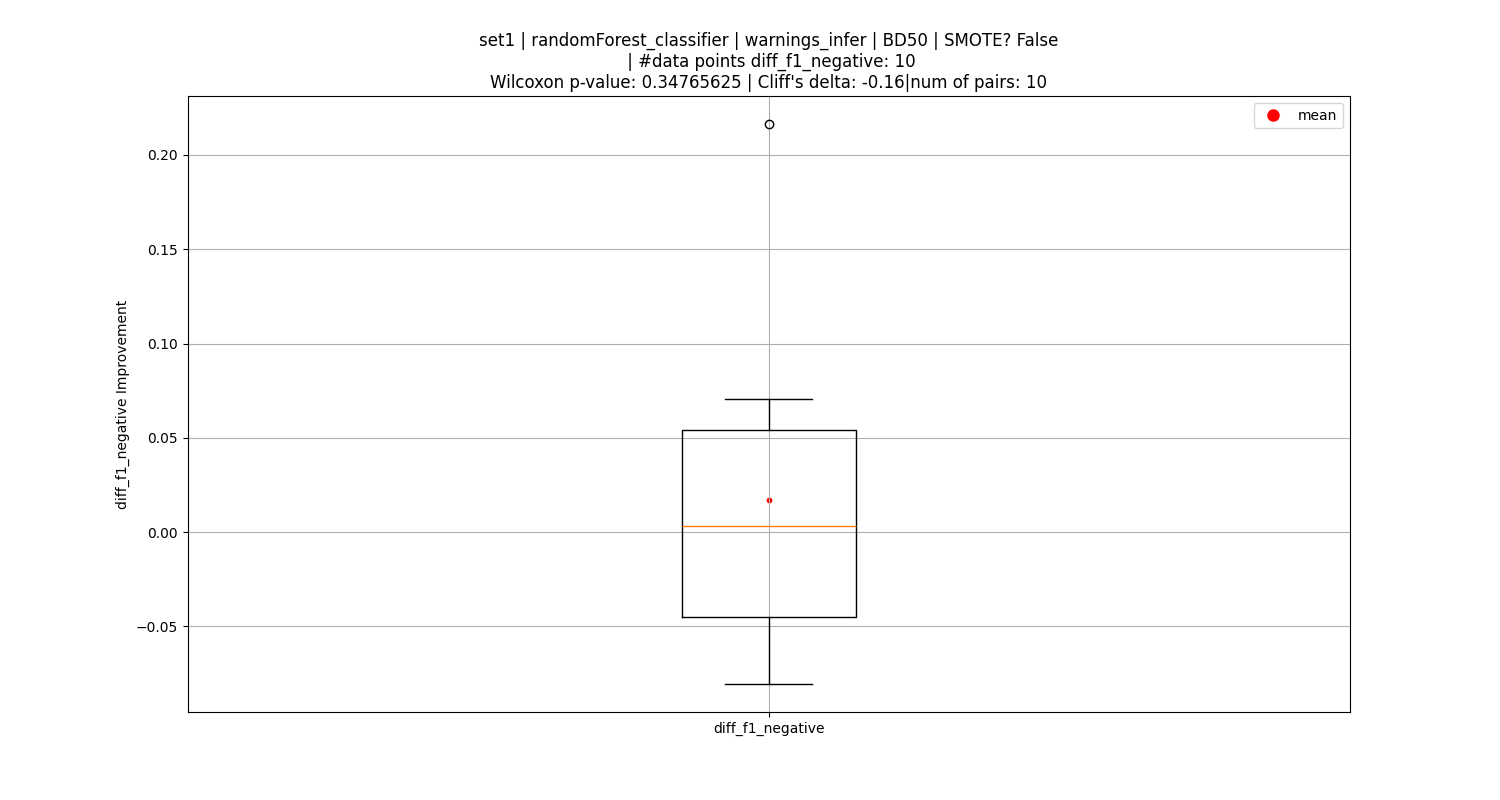 set1 | randomForest_classifier | warnings_infer | BD50 | SMOTE? False
| #data points diff_f1_negative: 10
Wilcoxon p-value: 0.34765625 | Cliff's delta: -0.16|num of pairs: 10
mean
0.20
0.15
0.10
0.05
0.00
−0.05
diff_f1_negative Improvement
diff_f1_negative